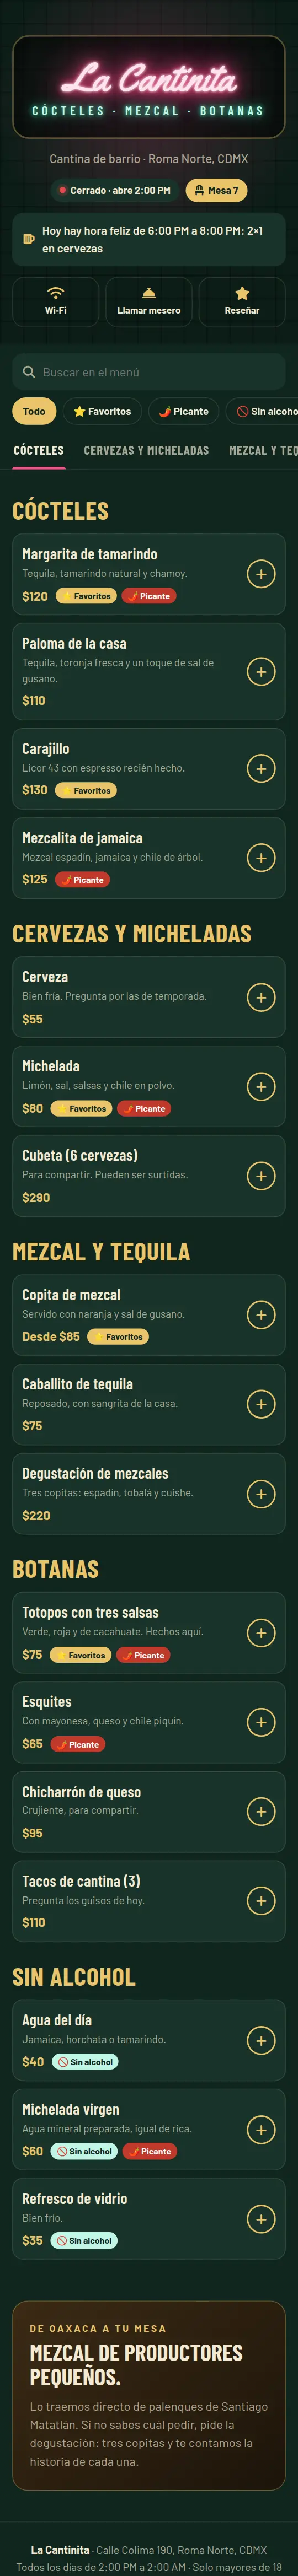 La Cantinita
CÓCTELES · MEZCAL · BOTANAS
Cantina de barrio · Roma Norte, CDMX
Cerrado · abre 2:00 PM
Mesa 7
Hoy hay hora feliz de 6:00 PM a 8:00 PM: 2×1
en cervezas
Wi-Fi
Llamar mesero
Reseñar
Buscar en el menú
Todo
Favoritos
Picante
Sin alcoho
CÓCTELES
CERVEZAS Y MICHELADAS
MEZCAL Y TEQ
CÓCTELES
Margarita de tamarindo
Tequila, tamarindo natural y chamoy.
$120
Favoritos
Picante
Paloma de la casa
Tequila, toronja fresca y un toque de sal de
gusano.
$110
Carajillo
Licor 43 con espresso recién hecho.
$130
Favoritos
Mezcalita de jamaica
Mezcal espadín, jamaica y chile de árbol.
$125
Picante
CERVEZAS Y MICHELADAS
Cerveza
Bien fría. Pregunta por las de temporada.
$55
Michelada
Limón, sal, salsas y chile en polvo.
$80
Favoritos
Picante
Cubeta (6 cervezas)
Para compartir. Pueden ser surtidas.
$290
MEZCAL Y TEQUILA
Copita de mezcal
Servido con naranja y sal de gusano.
Desde $85
Favoritos
Caballito de tequila
Reposado, con sangrita de la casa.
$75
Degustación de mezcales
Tres copitas: espadín, tobalá y cuishe.
$220
BOTANAS
Totopos con tres salsas
Verde, roja y de cacahuate. Hechos aquí.
$75
Favoritos
Picante
Esquites
Con mayonesa, queso y chile piquín.
$65
Picante
Chicharrón de queso
Crujiente, para compartir.
$95
Tacos de cantina (3)
Pregunta los guisos de hoy.
$110
SIN ALCOHOL
Agua del día
Jamaica, horchata o tamarindo.
$40
Sin alcohol
Michelada virgen
Agua mineral preparada, igual de rica.
$60
Sin alcohol
Picante
Refresco de vidrio
Bien frío.
$35
Sin alcohol
DE OAXACA A TU MESA
MEZCAL DE PRODUCTORES
PEQUEÑOS.
Lo traemos directo de palenques de Santiago
Matatlán. Si no sabes cuál pedir, pide la
degustación: tres copitas y te contamos la
historia de cada una.
La Cantinita · Calle Colima 190, Roma Norte, CDMX
Todos los días de 2:00 PM a 2:00 AM · Solo mayores de 18